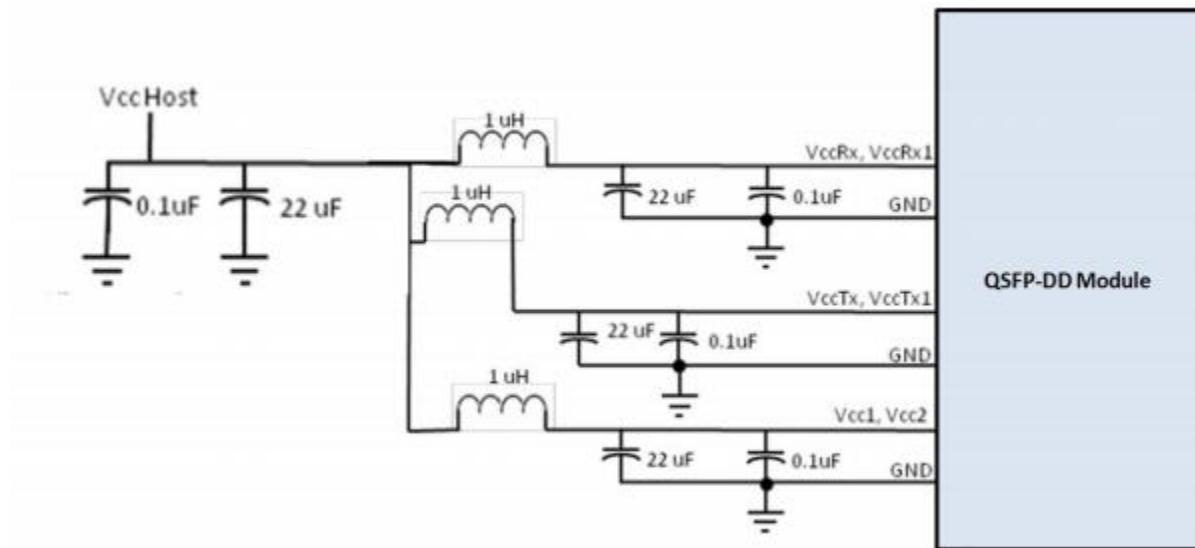 VccHost
0.1uF
22 uF
1 uH
VccRx, VccRx1
22 uF
0.1uF
GND
1 uH
VccTx, VccTx1
22 uF
0.1uF
GND
1 uH
Vcc1, Vcc2
22 uF
0.1uF
GND
QSFP-DD Module